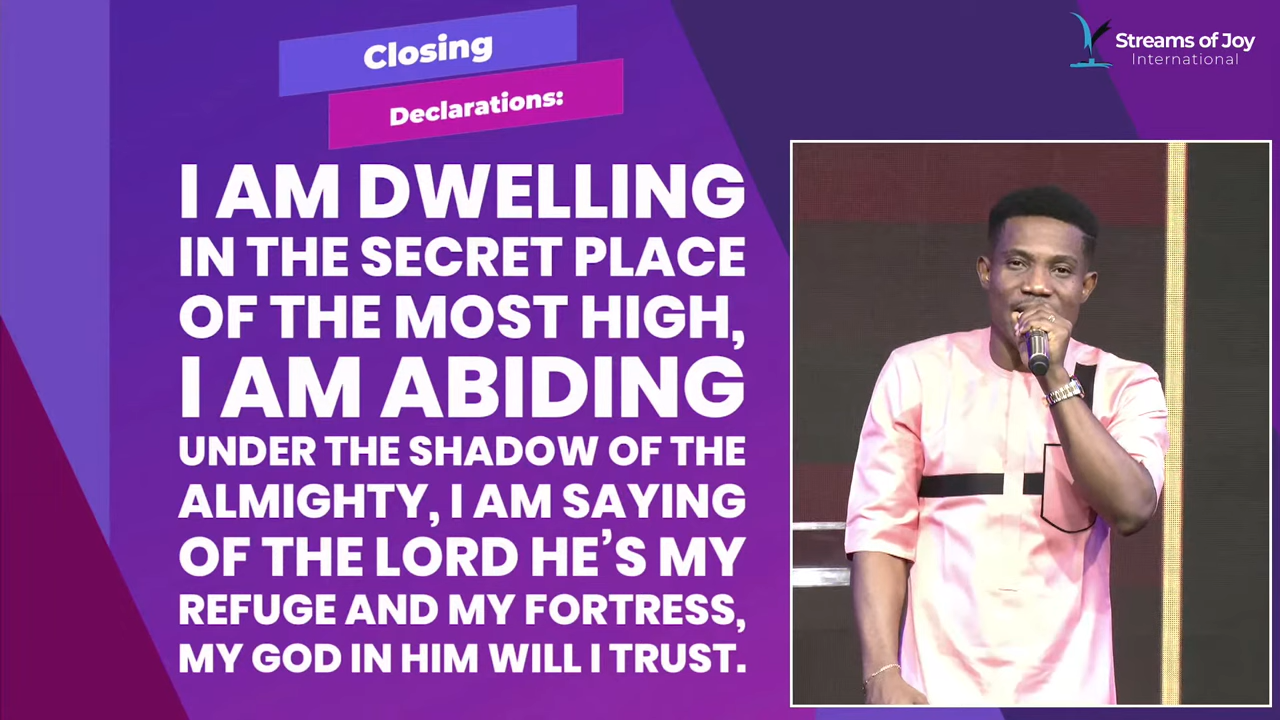 Closing
Declarations:
I AM DWELLING
IN THE SECRET PLACE
OF THE MOST HIGH,
I AM ABIDING
UNDER THE SHADOW OF THE
ALMIGHTY, I AM SAYING
OF THE LORD HE'S MY
REFUGE AND MY FORTRESS,
MY GOD IN HIM WILL I TRUST.
Streams of Joy
International